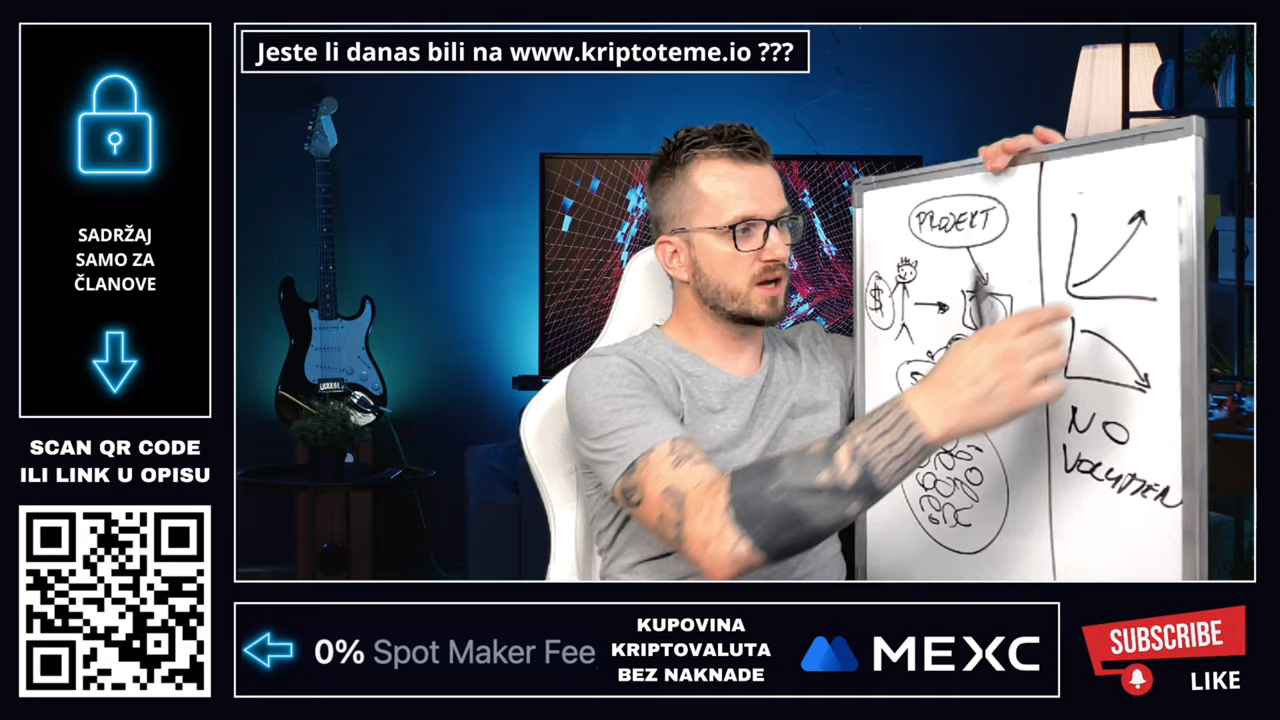 Jeste li danas bili na www.kriptoteme.io ???
SADRŽAJ
SAMO ZA
ČLANOVE
SCAN QR CODE
ILI LINK U OPISU
PROJEKT
$
NO
VOLUMEN
0% Spot Maker Fee
KUPOVINA
KRIPTOVALUTA
BEZ NAKNADE
MEXC
SUBSCRIBE
LIKE